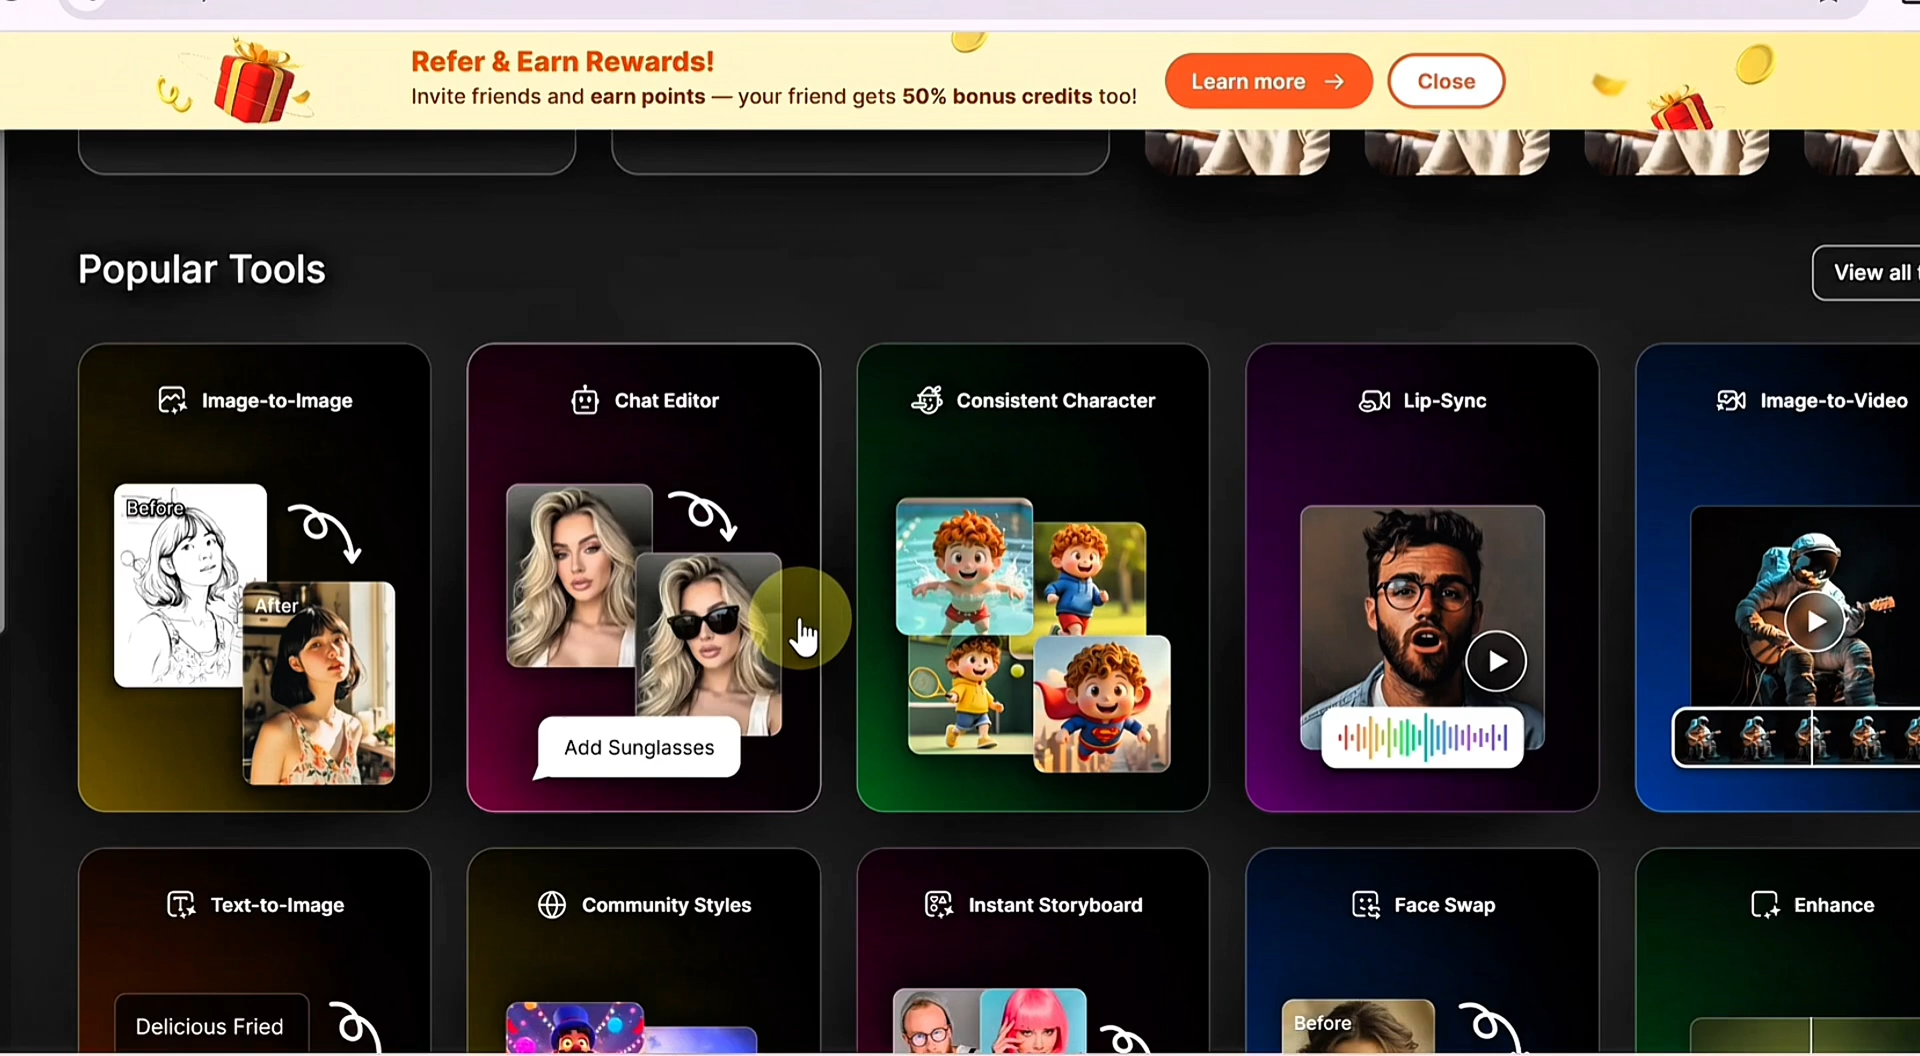 Refer & Earn Rewards!
Invite friends and earn points — your friend gets 50% bonus credits too!
Learn more
Close
Popular Tools
View all
Image-to-Image
Chat Editor
Consistent Character
Lip-Sync
Image-to-Video
Before
After
Add Sunglasses
Text-to-Image
Community Styles
Instant Storyboard
Face Swap
Enhance
Delicious Fried
Before